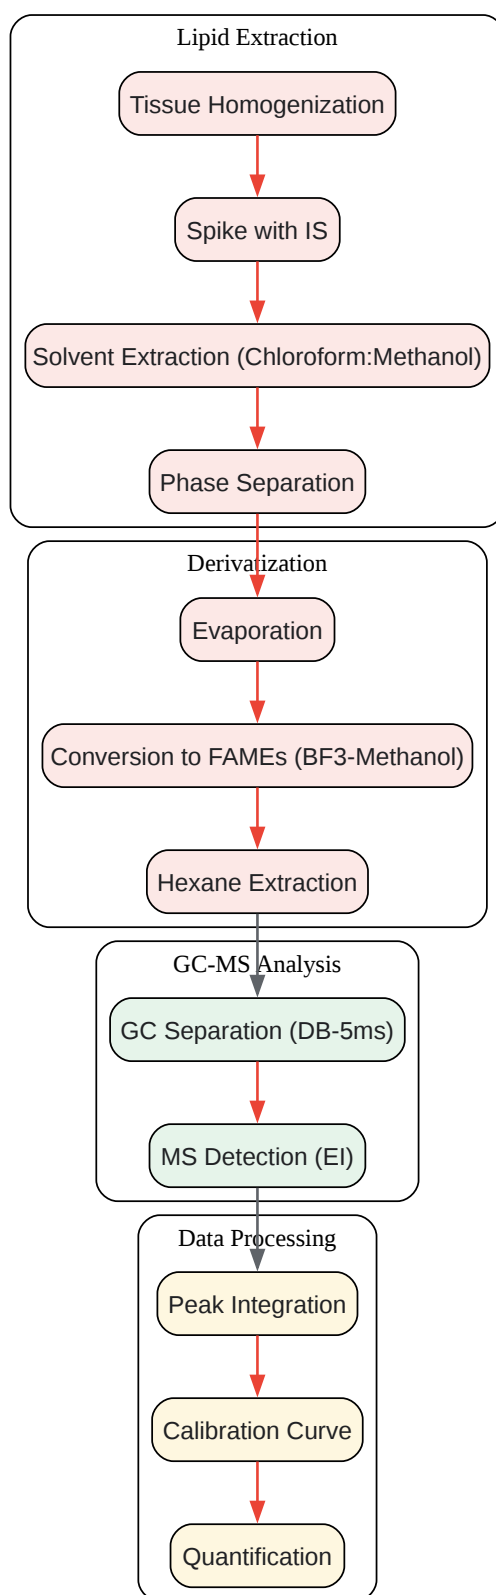 Lipid Extraction
Tissue Homogenization
Spike with IS
Solvent Extraction (Chloroform:Methanol)
Phase Separation
Derivatization
Evaporation
Conversion to FAMEs (BF3-Methanol)
Hexane Extraction
GC-MS Analysis
GC Separation (DB-5ms)
MS Detection (EI)
Data Processing
Peak Integration
Calibration Curve
Quantification